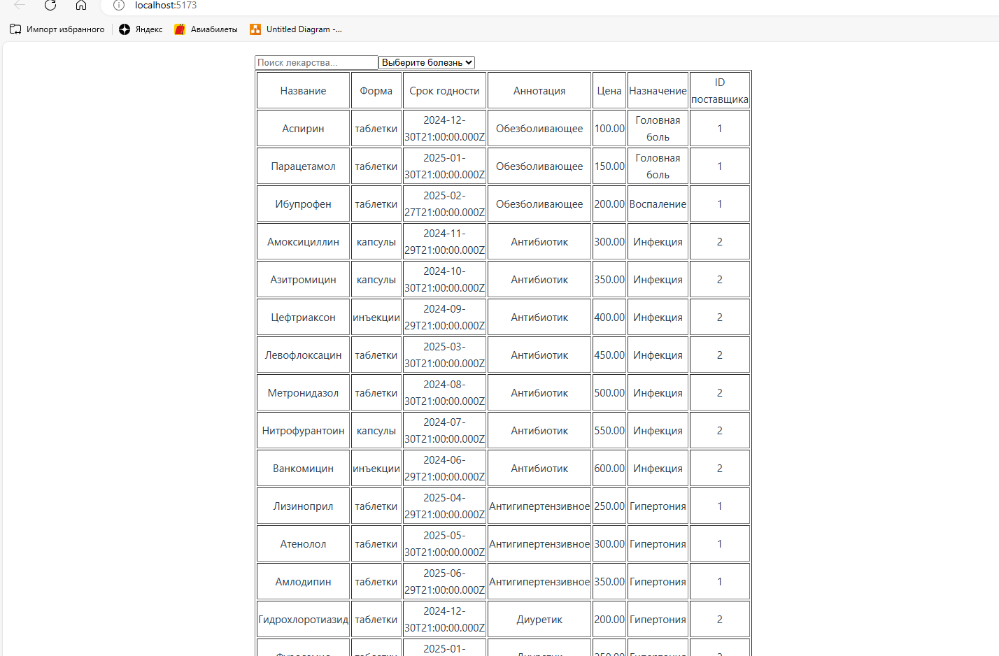 localhost:5173
Импорт избранного Яндекс Авиабилеты Untitled Diagram -...
Поиск лекарства... Выберите болезнь
Название Форма Срок годности Аннотация Цена Назначение ID поставщика
Аспирин таблетки 2024-12-30T21:00:00.000Z Обезболивающее 100.00 Головная боль 1
Парацетамол таблетки 2025-01-30T21:00:00.000Z Обезболивающее 150.00 Головная боль 1
Ибупрофен таблетки 2025-02-27T21:00:00.000Z Обезболивающее 200.00 Воспаление 1
Амоксициллин капсулы 2024-11-29T21:00:00.000Z Антибиотик 300.00 Инфекция 2
Азитромицин капсулы 2024-10-30T21:00:00.000Z Антибиотик 350.00 Инфекция 2
Цефтриаксон инъекции 2024-09-29T21:00:00.000Z Антибиотик 400.00 Инфекция 2
Левофлоксацин таблетки 2025-03-30T21:00:00.000Z Антибиотик 450.00 Инфекция 2
Метронидазол таблетки 2024-08-30T21:00:00.000Z Антибиотик 500.00 Инфекция 2
Нитрофурантоин капсулы 2024-07-30T21:00:00.000Z Антибиотик 550.00 Инфекция 2
Ванкомицин инъекции 2024-06-29T21:00:00.000Z Антибиотик 600.00 Инфекция 2
Лизиноприл таблетки 2025-04-29T21:00:00.000Z Антигипертензивное 250.00 Гипертония 1
Атенолол таблетки 2025-05-30T21:00:00.000Z Антигипертензивное 300.00 Гипертония 1
Амлодипин таблетки 2025-06-29T21:00:00.000Z Антигипертензивное 350.00 Гипертония 1
Гидрохлоротиазид таблетки 2024-12-30T21:00:00.000Z Диуретик 200.00 Гипертония 2
2025-01-